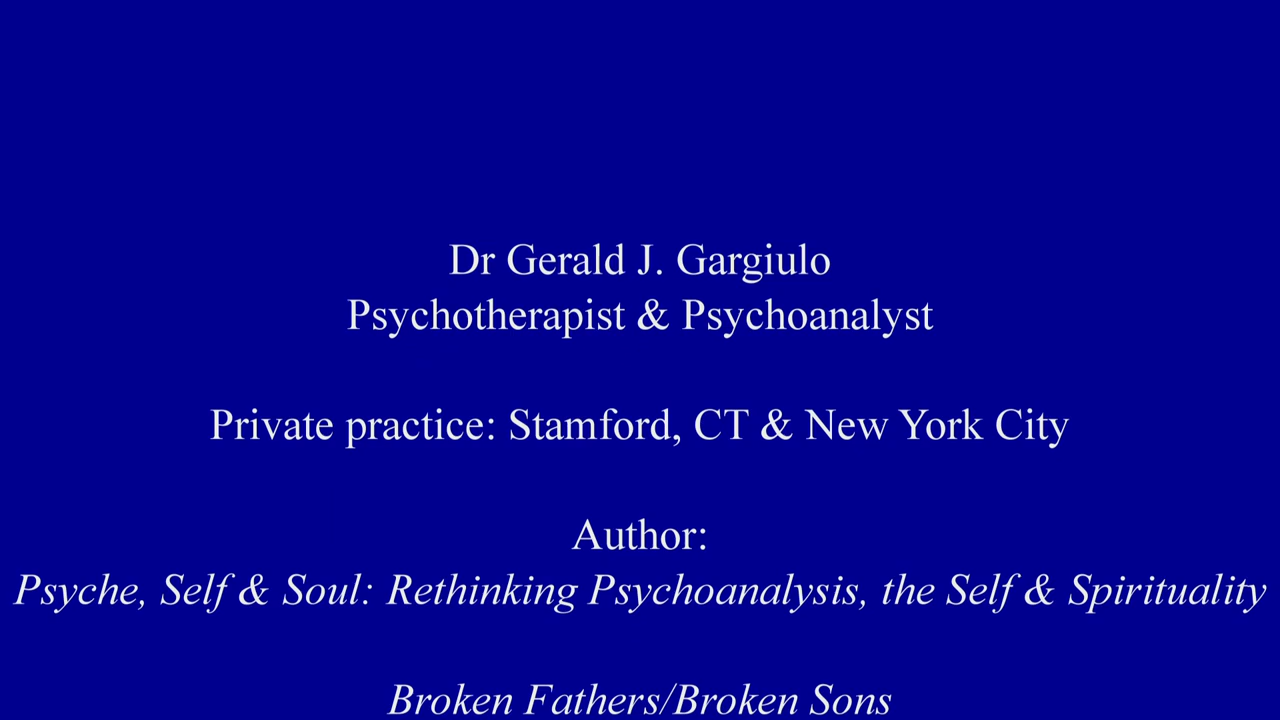 Dr Gerald J. Gargiulo
Psychotherapist & Psychoanalyst
Private practice: Stamford, CT & New York City
Author:
Psyche, Self & Soul: Rethinking Psychoanalysis, the Self & Spirituality
Broken Fathers/Broken Sons